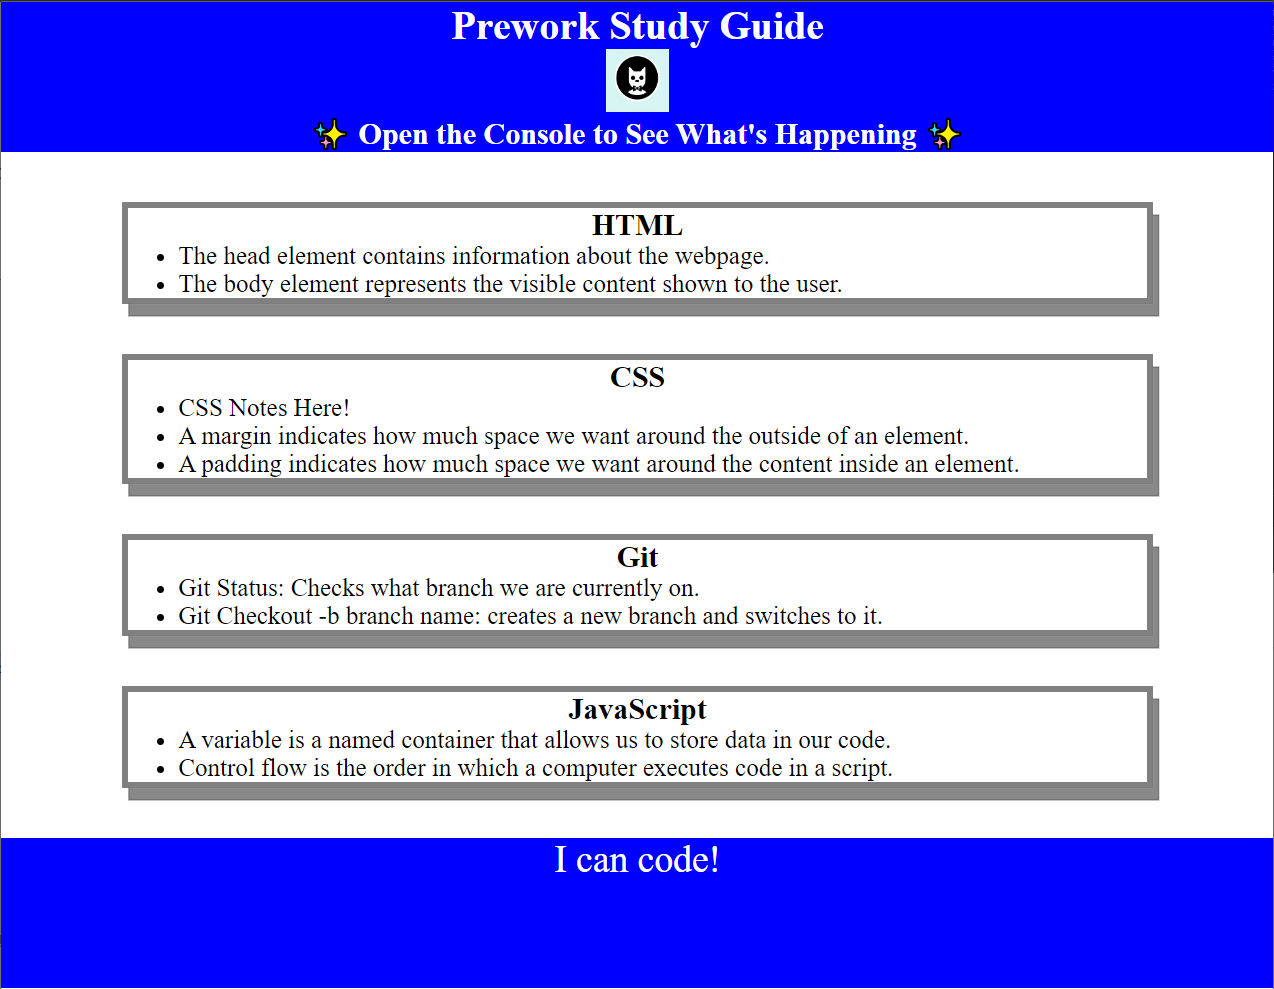 Prework Study Guide
✨ Open the Console to See What's Happening ✨
HTML
• The head element contains information about the webpage.
• The body element represents the visible content shown to the user.
CSS
• CSS Notes Here!
• A margin indicates how much space we want around the outside of an element.
• A padding indicates how much space we want around the content inside an element.
Git
• Git Status: Checks what branch we are currently on.
• Git Checkout -b branch name: creates a new branch and switches to it.
JavaScript
• A variable is a named container that allows us to store data in our code.
• Control flow is the order in which a computer executes code in a script.
I can code!